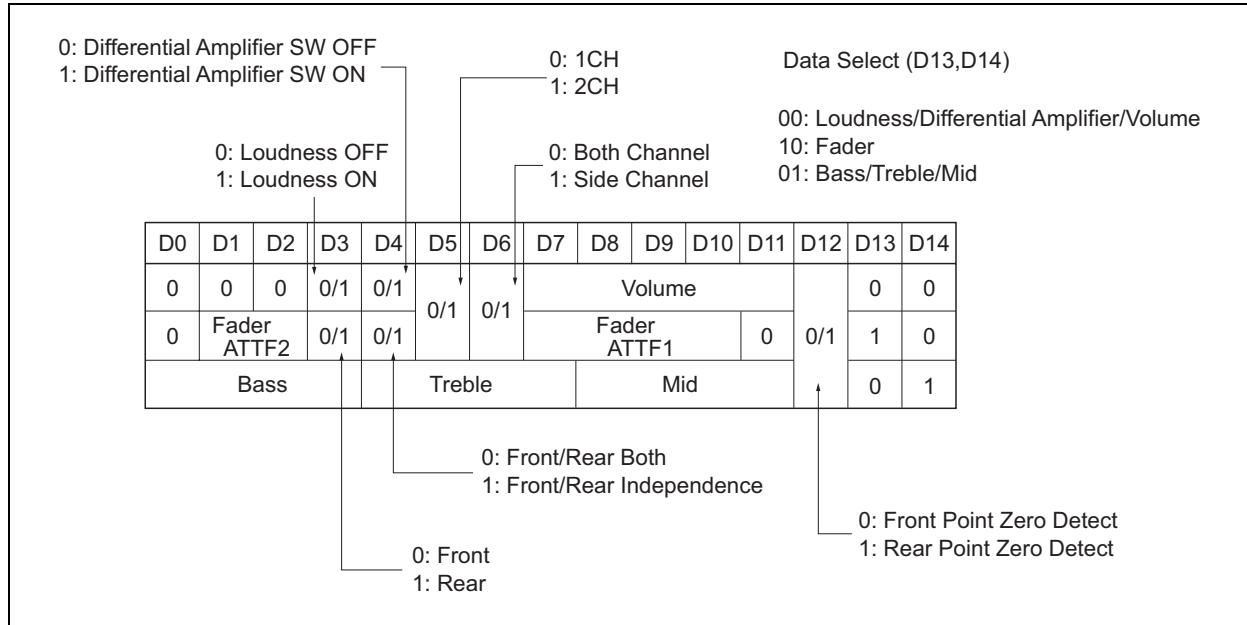 0: Differential Amplifier SW OFF
1: Differential Amplifier SW ON
0: 1CH
1: 2CH
Data Select (D13,D14)
00: Loudness/Differential Amplifier/Volume
10: Fader
01: Bass/Treble/Mid
0: Loudness OFF
1: Loudness ON
0: Both Channel
1: Side Channel
D0 D1 D2 D3 D4 D5 D6 D7 D8 D9 D10 D11 D12 D13 D14
0 0 0 0/1 0/1 0/1 0/1 Volume 0/1 0 0
0 Fader ATTF2 0/1 0/1 Fader ATTF1 0 1 0
Bass Treble Mid 0 1
0: Front/Rear Both
1: Front/Rear Independence
0: Front Point Zero Detect
1: Rear Point Zero Detect
0: Front
1: Rear